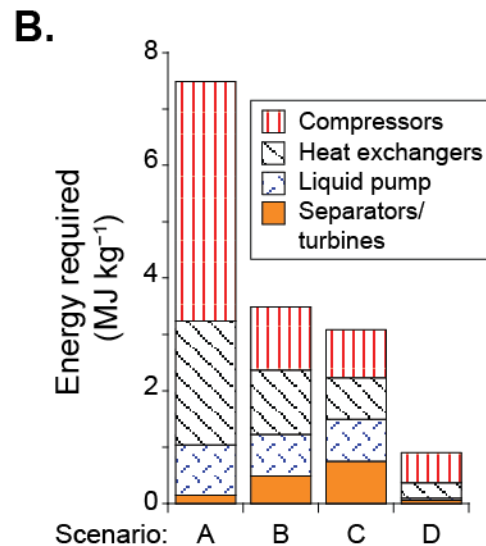 B.
8
6
4
2
0
Energy required
(MJ kg⁻¹)
Compressors
Heat exchangers
Liquid pump
Separators/
turbines
Scenario: A B C D